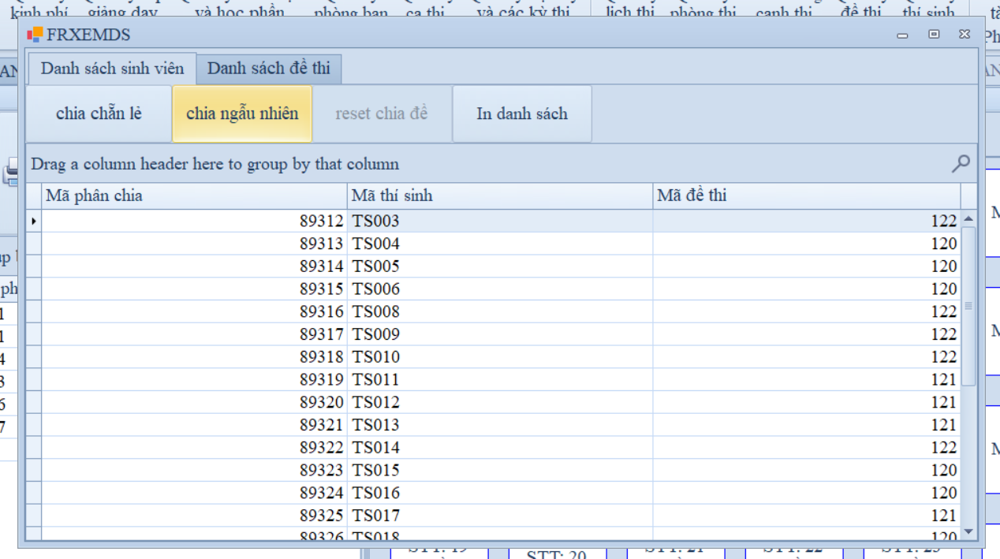 kinh phí giảng dạy và học phần phòng ban ca thi và các kỳ thi lịch thi phòng thi canh thi đề thi thí sinh
FRXEMDS
Danh sách sinh viên Danh sách đề thi
chia chẵn lẻ chia ngẫu nhiên reset chia đề In danh sách
Drag a column header here to group by that column
Mã phân chia Mã thí sinh Mã đề thi
89312 TS003 122
89313 TS004 120
89314 TS005 120
89315 TS006 120
89316 TS008 122
89317 TS009 122
89318 TS010 122
89319 TS011 121
89320 TS012 121
89321 TS013 121
89322 TS014 122
89323 TS015 120
89324 TS016 120
89325 TS017 121
89326 TS018 120
STT: 19 STT: 20 STT: 21 STT: 22 STT: 23